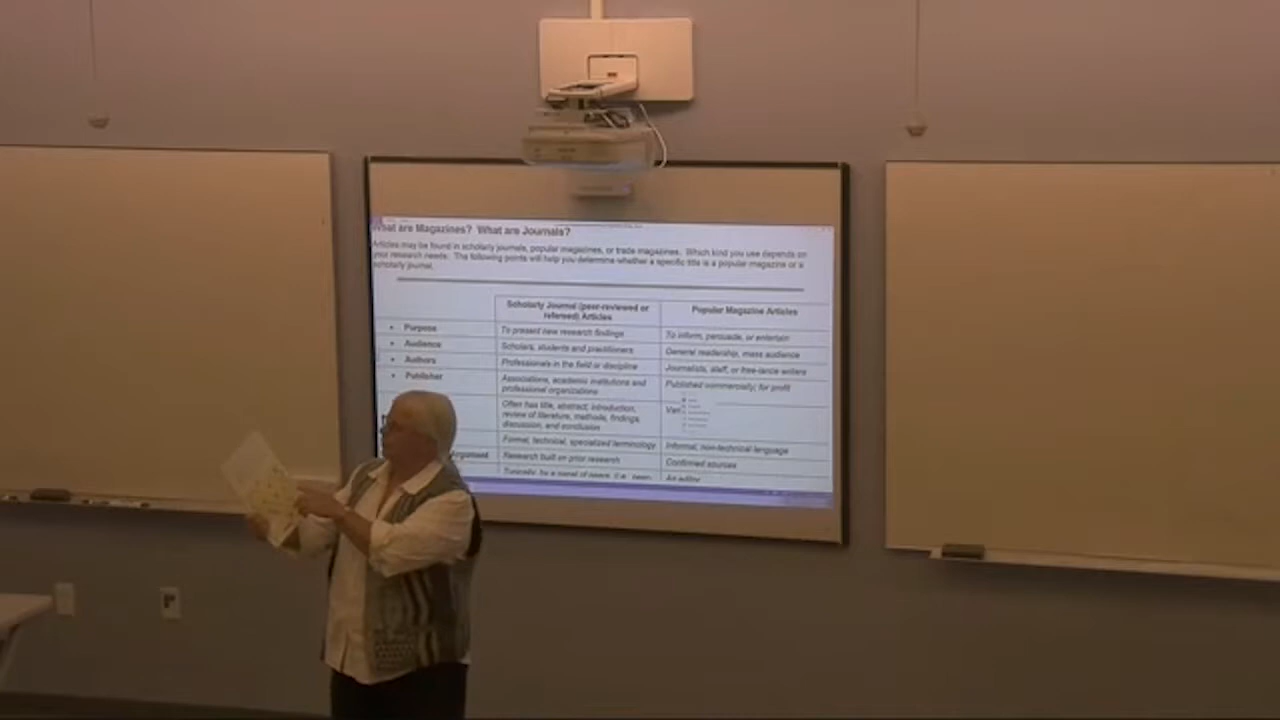 What are Magazines?  What are Journals?
Articles may be found in scholarly journals, popular magazines, or trade magazines.  Which kind you use depends on
your research needs.  The following points will help you determine whether a specific title is a popular magazine or a
scholarly journal.
Scholarly Journal (peer-reviewed or
refereed) Articles
Popular Magazine Articles
• Purpose
To present new research findings
To inform, persuade, or entertain
• Audience
Scholars, students and practitioners
General readership, mass audience
• Authors
Professionals in the field or discipline
Journalists, staff, or free-lance writers
• Publisher
Associations, academic institutions and
professional organizations
Published commercially; for profit
Often has title, abstract, introduction,
review of literature, methods, findings,
discussion, and conclusion
Formal, technical, specialized terminology
Informal, non-technical language
Argument
Research built on prior research
Confirmed sources
Typically, by a panel of peers
An editor